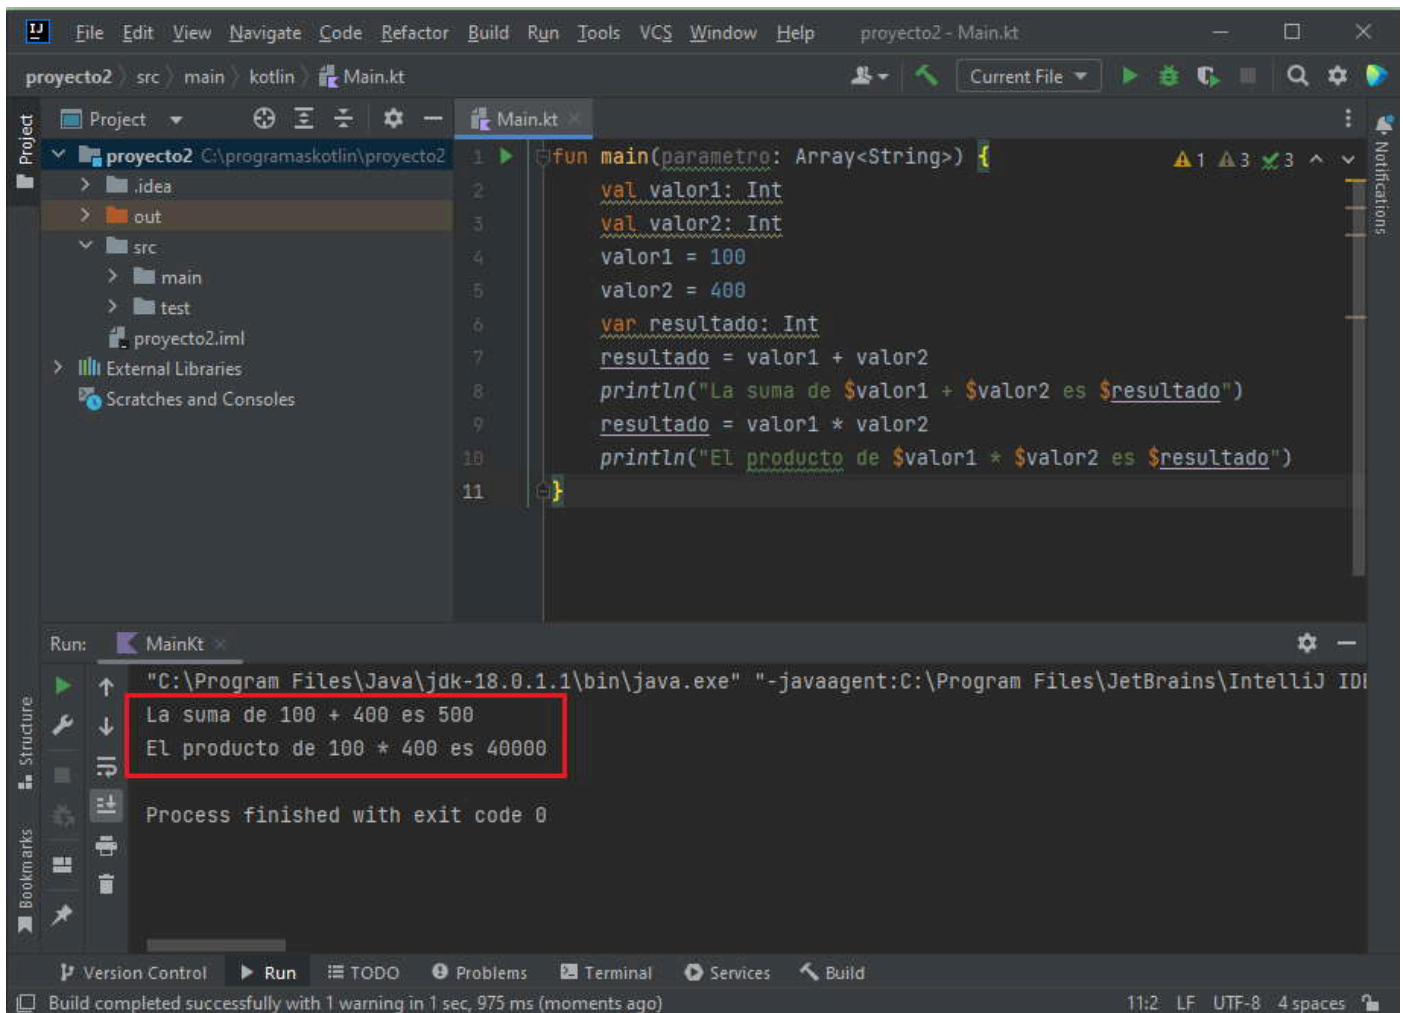 IJ File Edit View Navigate Code Refactor Build Run Tools VCS Window Help proyecto2 - Main.kt
proyecto2 src main kotlin Main.kt Current File
Project Main.kt
Project
Notifications
proyecto2 C:\programaskotlin\proyecto2
.idea
out
src
main
test
proyecto2.iml
External Libraries
Scratches and Consoles
1 fun main(parametro: Array<String>) { 1 3 3
2 val valor1: Int
3 val valor2: Int
4 valor1 = 100
5 valor2 = 400
6 var resultado: Int
7 resultado = valor1 + valor2
8 println("La suma de $valor1 + $valor2 es $resultado")
9 resultado = valor1 * valor2
10 println("El producto de $valor1 * $valor2 es $resultado")
11 }
Run: MainKt
"C:\Program Files\Java\jdk-18.0.1.1\bin\java.exe" "-javaagent:C:\Program Files\JetBrains\IntelliJ IDE
La suma de 100 + 400 es 500
El producto de 100 * 400 es 40000
Process finished with exit code 0
Structure
Bookmarks
Version Control Run TODO Problems Terminal Services Build
Build completed successfully with 1 warning in 1 sec, 975 ms (moments ago) 11:2 LF UTF-8 4 spaces